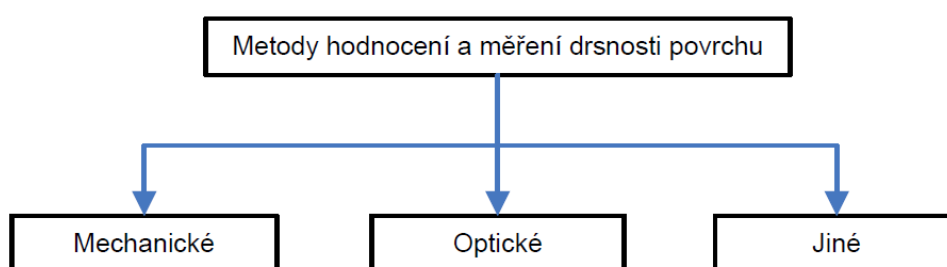 Metody hodnocení a měření drsnosti povrchu
Mechanické
Optické
Jiné